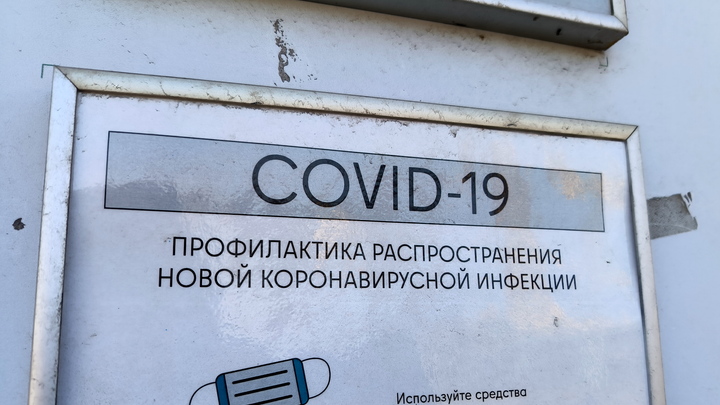 COVID-19
ПРОФИЛАКТИКА РАСПРОСТРАНЕНИЯ
НОВОЙ КОРОНАВИРУСНОЙ ИНФЕКЦИИ
Используйте средства